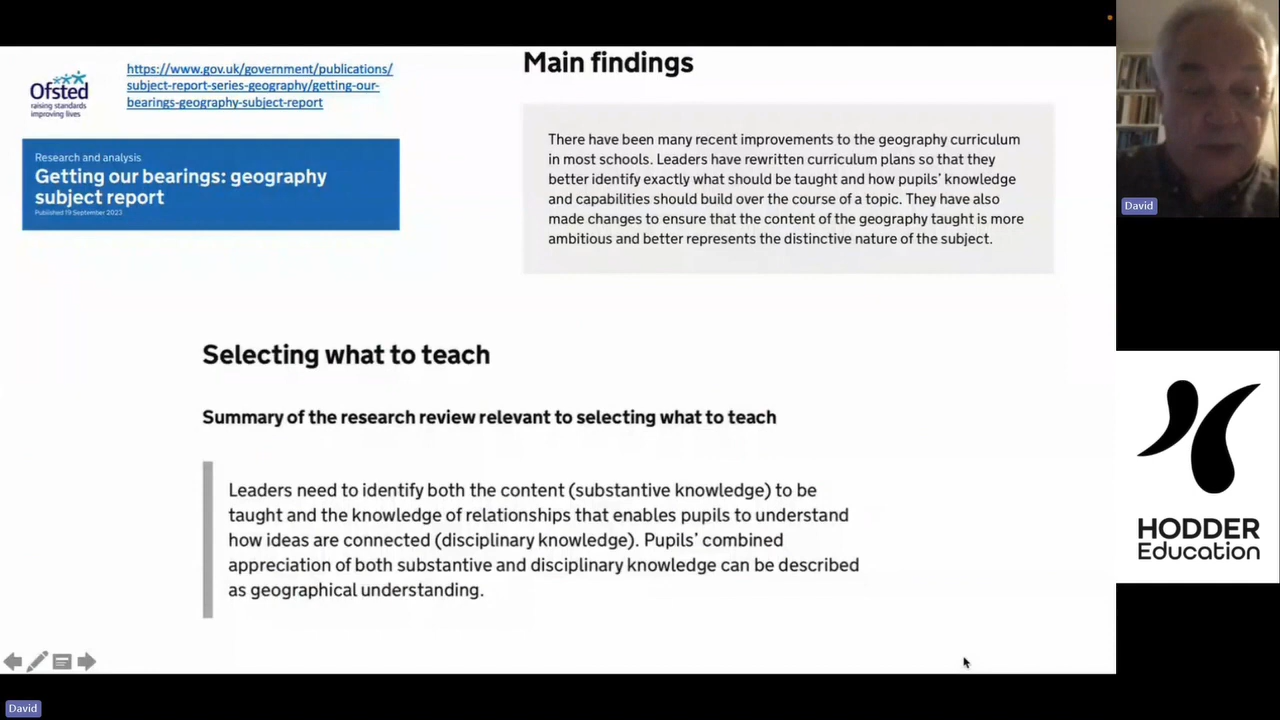 Ofsted
raising standards
improving lives
https://www.gov.uk/government/publications/
subject-report-series-geography/getting-our-
bearings-geography-subject-report
Research and analysis
Getting our bearings: geography
subject report
Published 19 September 2023
Main findings
There have been many recent improvements to the geography curriculum
in most schools. Leaders have rewritten curriculum plans so that they
better identify exactly what should be taught and how pupils’ knowledge
and capabilities should build over the course of a topic. They have also
made changes to ensure that the content of the geography taught is more
ambitious and better represents the distinctive nature of the subject.
Selecting what to teach
Summary of the research review relevant to selecting what to teach
Leaders need to identify both the content (substantive knowledge) to be
taught and the knowledge of relationships that enables pupils to understand
how ideas are connected (disciplinary knowledge). Pupils’ combined
appreciation of both substantive and disciplinary knowledge can be described
as geographical understanding.
David
HODDER
Education
David